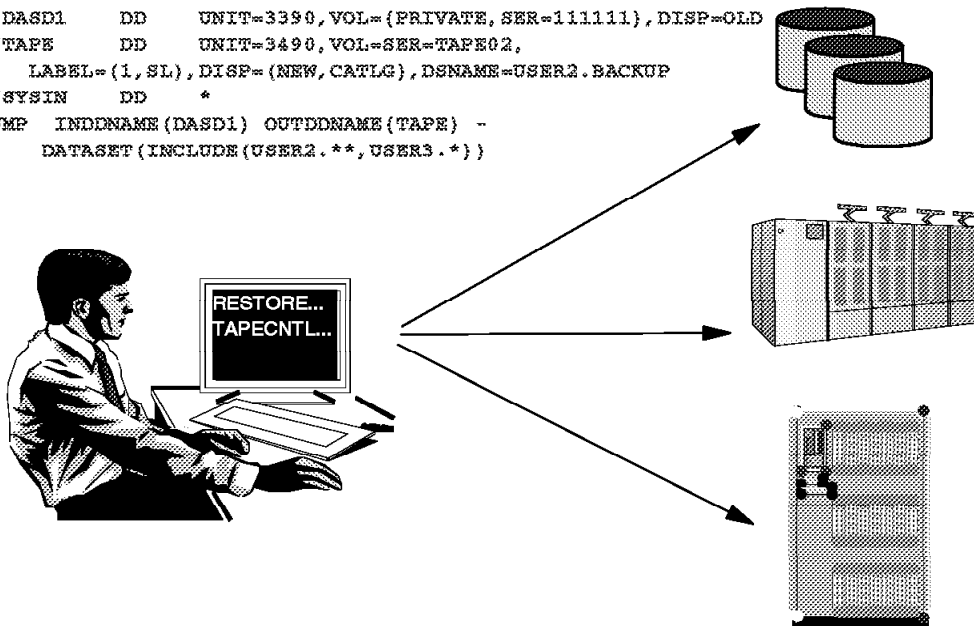 DASD1 DD UNIT=3390,VOL=(PRIVATE,SER=111111),DISP=OLD
TAPE DD UNIT=3490,VOL=SER=TAPE02,
LABEL=(1,SL),DISP=(NEW,CATLG),DSNAME=USER2.BACKUP
SYSIN DD *
UMP INDDNAME(DASD1) OUTDDNAME(TAPE) -
DATASET(INCLUDE(USER2.**,USER3.*))
RESTORE...
TAPECNTL...